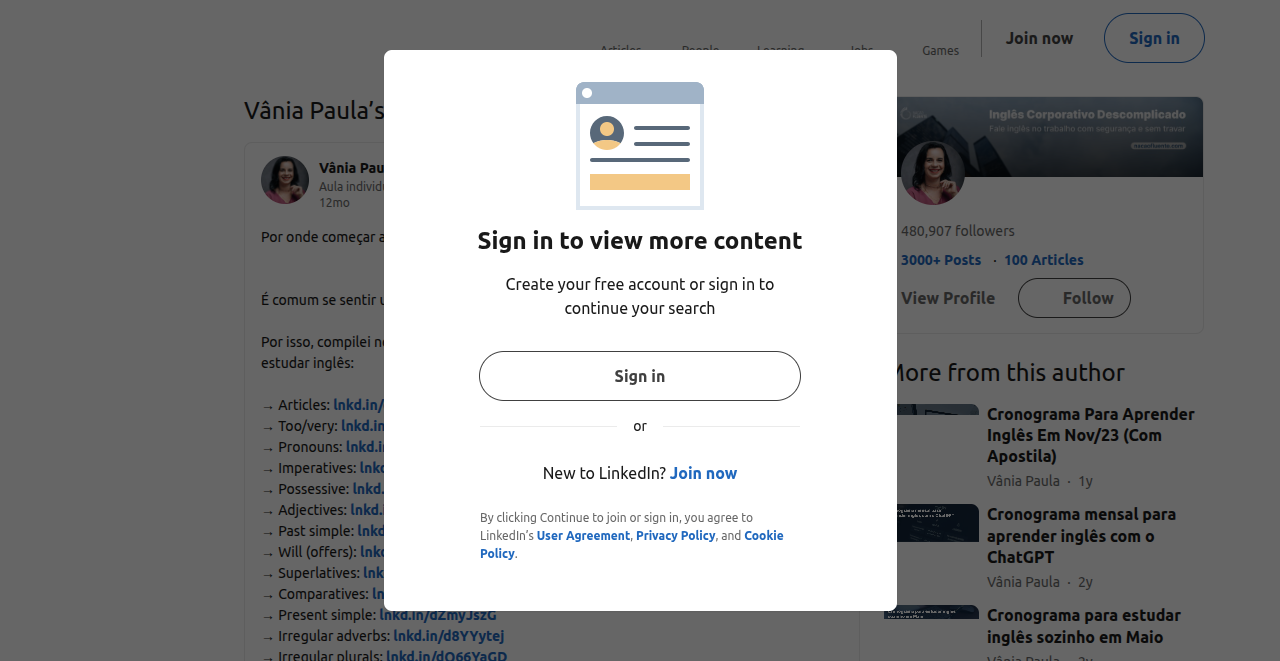 Games
Join now
Sign in
Vânia Paula's
Vânia Pau
Aula individu
12mo
Por onde começar a
É comum se sentir u
Por isso, compilei no
estudar inglês:
→ Articles: lnkd.in/
→ Too/very: lnkd.in
→ Pronouns: lnkd.in
→ Imperatives: lnkd
→ Possessive: lnkd.
→ Adjectives: lnkd.i
→ Past simple: lnkd
→ Will (offers): lnkd
→ Superlatives: lnk
→ Comparatives: ln
→ Present simple: lnkd.in/dZmyJszG
→ Irregular adverbs: lnkd.in/d8YYytej
→ Irregular plurals: lnkd.in/dQ66YaGD
Sign in to view more content
Create your free account or sign in to
continue your search
Sign in
or
New to LinkedIn? Join now
By clicking Continue to join or sign in, you agree to
LinkedIn's User Agreement, Privacy Policy, and Cookie
Policy.
Inglês Corporativo Descomplicado
Fale inglês no trabalho com segurança e sem travar
480,907 followers
3000+ Posts · 100 Articles
View Profile
Follow
More from this author
Cronograma Para Aprender
Inglês Em Nov/23 (Com
Apostila)
Vânia Paula · 1y
Cronograma mensal para
aprender inglês com o
ChatGPT
Vânia Paula · 2y
Cronograma para estudar
inglês sozinho em Maio
Vânia Paula · 2y